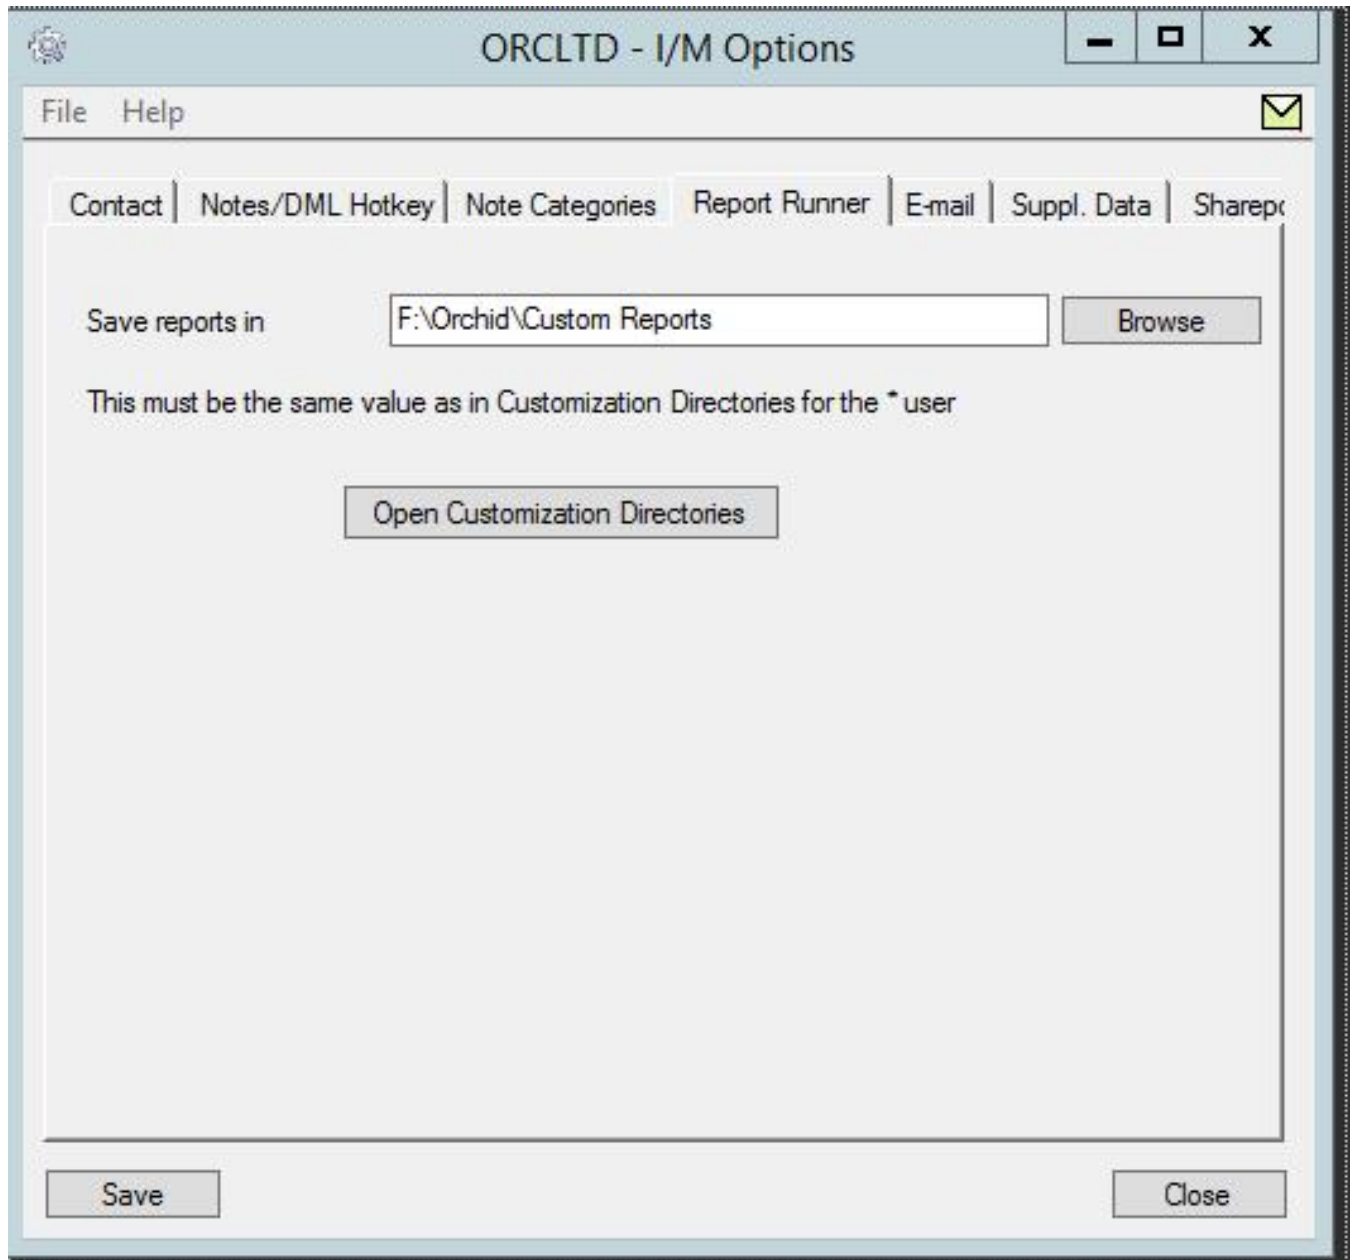 ORCLTD - I/M Options
File Help
Contact Notes/DML Hotkey Note Categories Report Runner E-mail Suppl. Data Sharepo
Save reports in F:\Orchid\Custom Reports Browse
This must be the same value as in Customization Directories for the * user
Open Customization Directories
Save Close